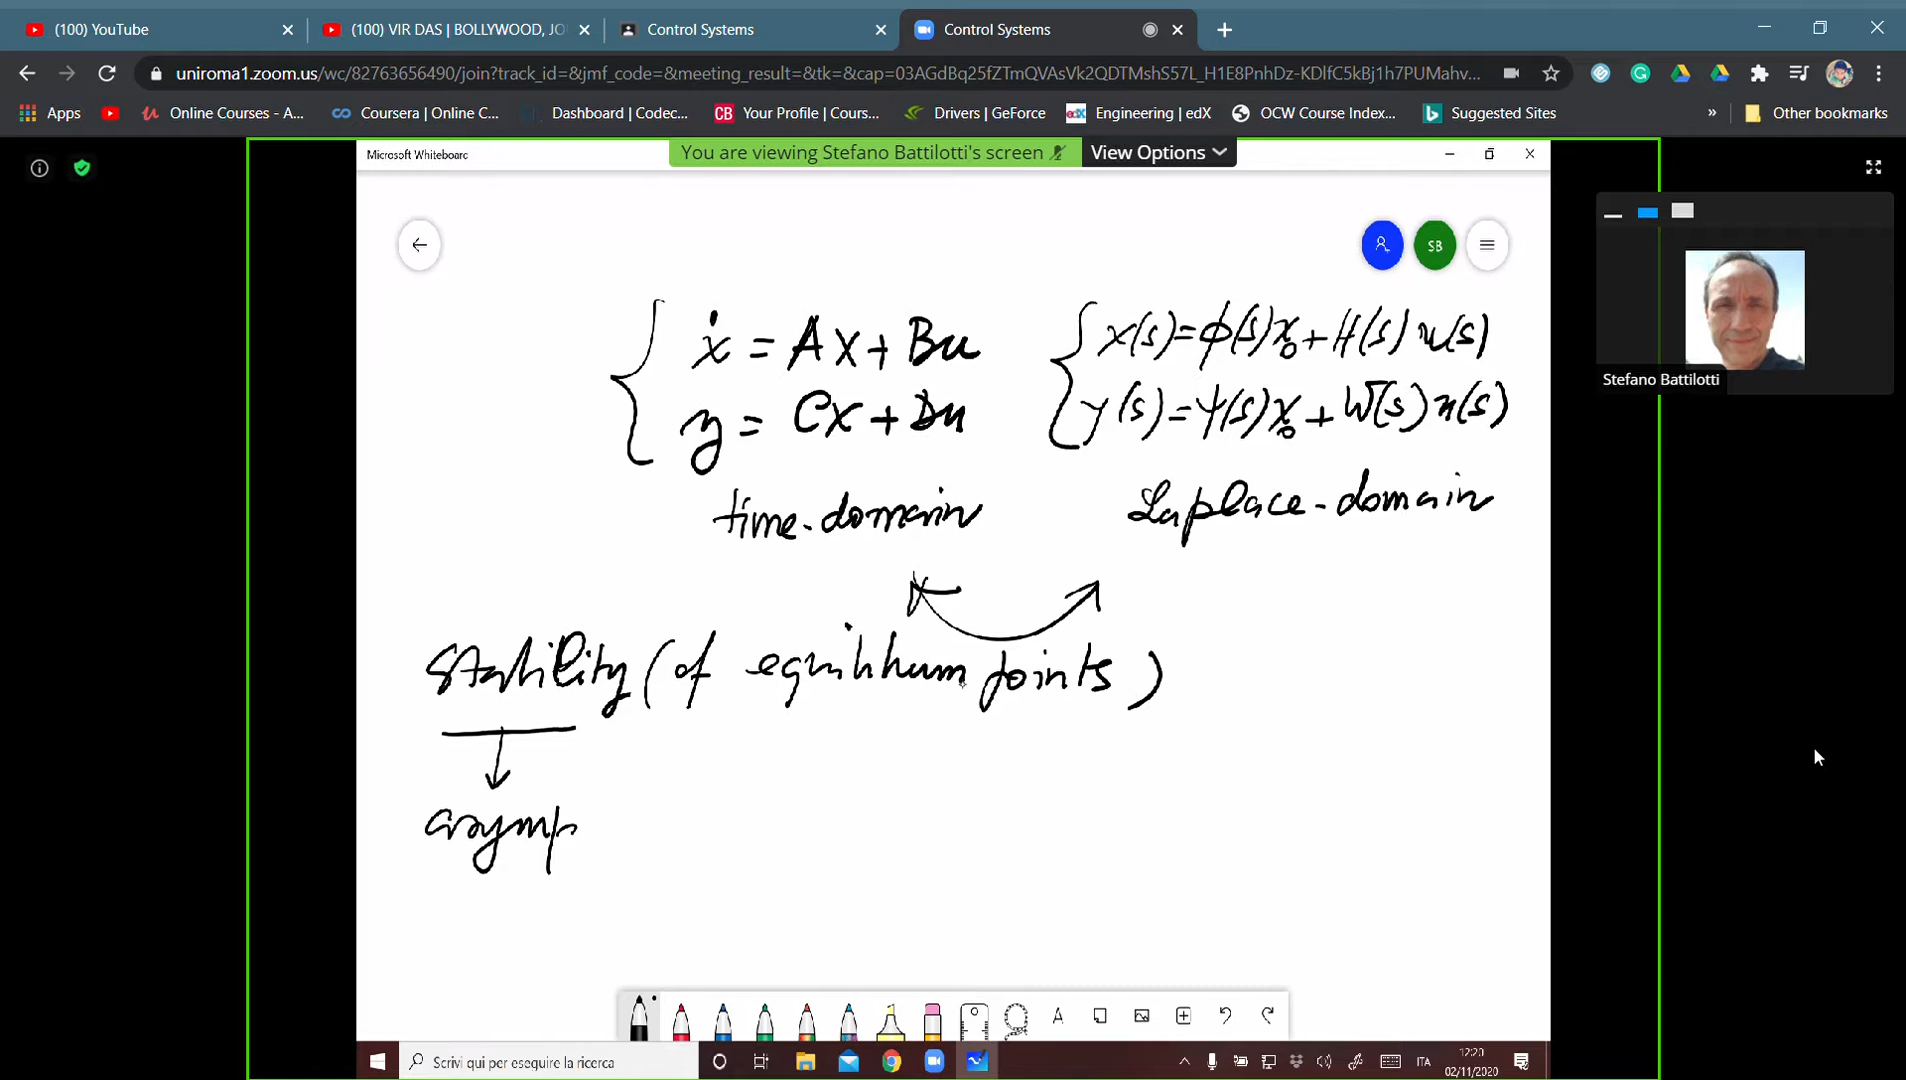 (100) YouTube
(100) VIR DAS | BOLLYWOOD, JO
Control Systems
Control Systems
uniroma1.zoom.us/wc/82763656490/join?track_id=&jmf_code=&meeting_result=&tk=&cap=03AGdBq25fZTmQVAsVk2QDTMshS57L_H1E8PnhDz-KDlfC5kBj1h7PUMahv...
Apps
Online Courses - A...
Coursera | Online C...
Dashboard | Codec...
CB
Your Profile | Cours...
Drivers | GeForce
edX
Engineering | edX
OCW Course Index...
Suggested Sites
»
Other bookmarks
Microsoft Whiteboard
You are viewing Stefano Battilotti's screen
View Options
SB
Stefano Battilotti
ẋ = Ax + Bu
y = Cx + Du
x(s) = ϕ(s)x₀ + H(s) u(s)
y(s) = ψ(s)x₀ + W(s) u(s)
time-domain
Laplace-domain
Stability (of equilibrium points)
asymp
A
Scrivi qui per eseguire la ricerca
ITA
12:20
02/11/2020